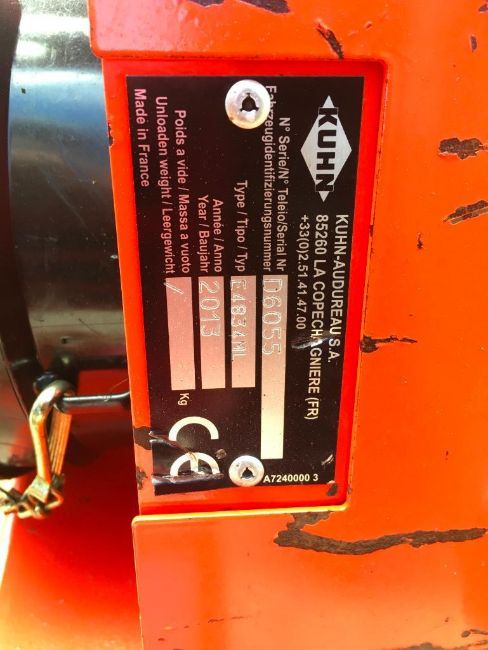 KUHN
KUHN-AUDUREAU S.A.
85260 LA COPECHAGNIERE (FR)
+33(0)2.51.41.47.00
N° Serie/N° Teleio/Serial Nr
Fahrzeugidentifizierungsnummer
D6055
Type / Tipo / Typ
E4834ML
Année / Anno
Year / Baujahr
2013
Poids a vide / Massa a vuoto
Unloaden weight / Leergewicht
/
Kg
Made in France
CE
A7240000 3